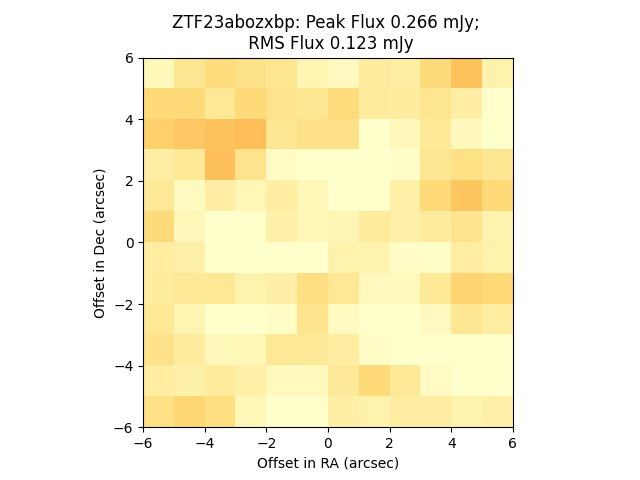 ZTF23abozxbp: Peak Flux 0.266 mJy;
RMS Flux 0.123 mJy
6
4
2
0
−2
−4
−6
Offset in Dec (arcsec)
−6 −4 −2 0 2 4 6
Offset in RA (arcsec)